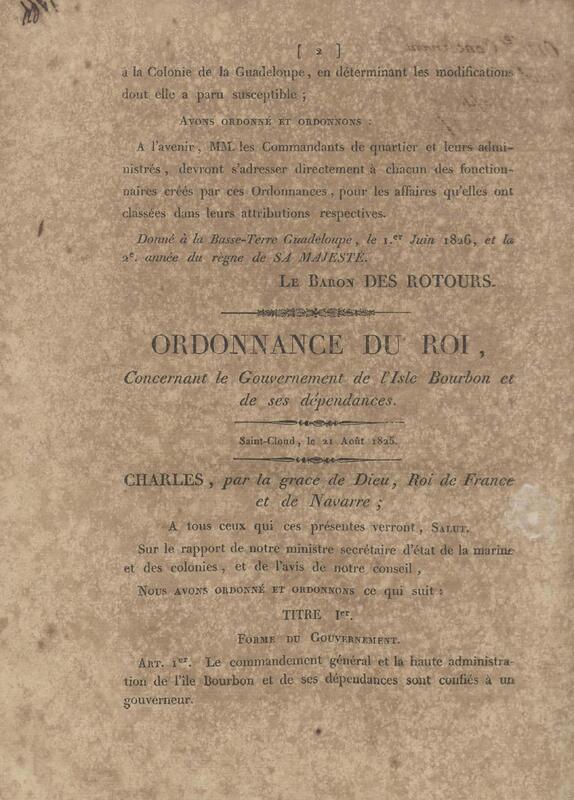 [ 2 ]
à la Colonie de la Guadeloupe, en déterminant les modifications
dont elle a paru susceptible ;
AVONS ORDONNÉ ET ORDONNONS :
A l'avenir, MM. les Commandants de quartier et leurs admi-
nistrés, devront s'adresser directement à chacun des fonction-
naires créés par ces Ordonnances, pour les affaires qu'elles ont
classées dans leurs attributions respectives.
Donné à la Basse-Terre Guadeloupe, le 1.er Juin 1826, et la
2e. année du règne de SA MAJESTÉ.
LE BARON DES ROTOURS.
ORDONNANCE DU ROI,
Concernant le Gouvernement de l'Isle Bourbon et
de ses dépendances.
Saint-Cloud, le 21 Août 1825.
CHARLES, par la grace de Dieu, Roi de France
et de Navarre ;
A tous ceux qui ces présentes verront, SALUT.
Sur le rapport de notre ministre secrétaire d'état de la marine
et des colonies, et de l'avis de notre conseil,
NOUS AVONS ORDONNÉ ET ORDONNONS ce qui suit :
TITRE Ier.
FORME DU GOUVERNEMENT.
ART. 1er. Le commandement général et la haute administra-
tion de l'île Bourbon et de ses dépendances sont confiés à un
gouverneur.